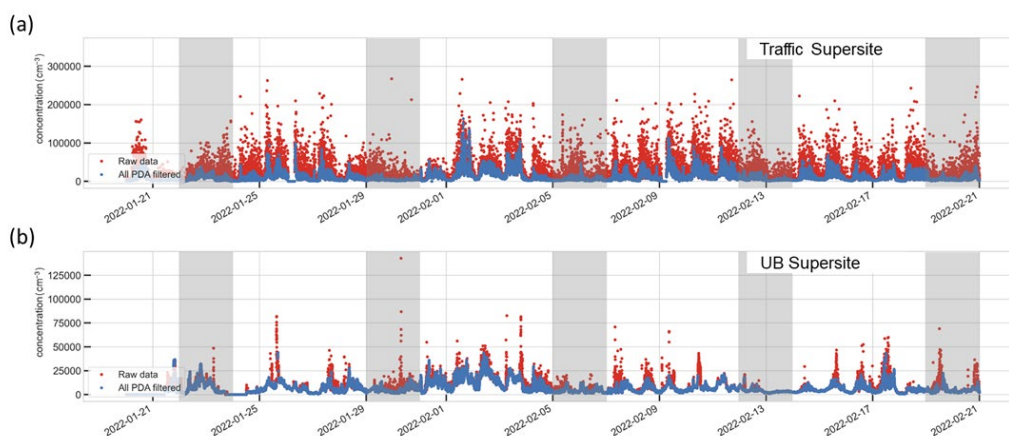 (a)
Traffic Supersite
concentration (cm⁻³)
300000
200000
100000
0
Raw data
All PDA filtered
2022-01-21
2022-01-25
2022-01-29
2022-02-01
2022-02-05
2022-02-09
2022-02-13
2022-02-17
2022-02-21
(b)
UB Supersite
concentration (cm⁻³)
125000
100000
75000
50000
25000
0
Raw data
All PDA filtered
2022-01-21
2022-01-25
2022-01-29
2022-02-01
2022-02-05
2022-02-09
2022-02-13
2022-02-17
2022-02-21